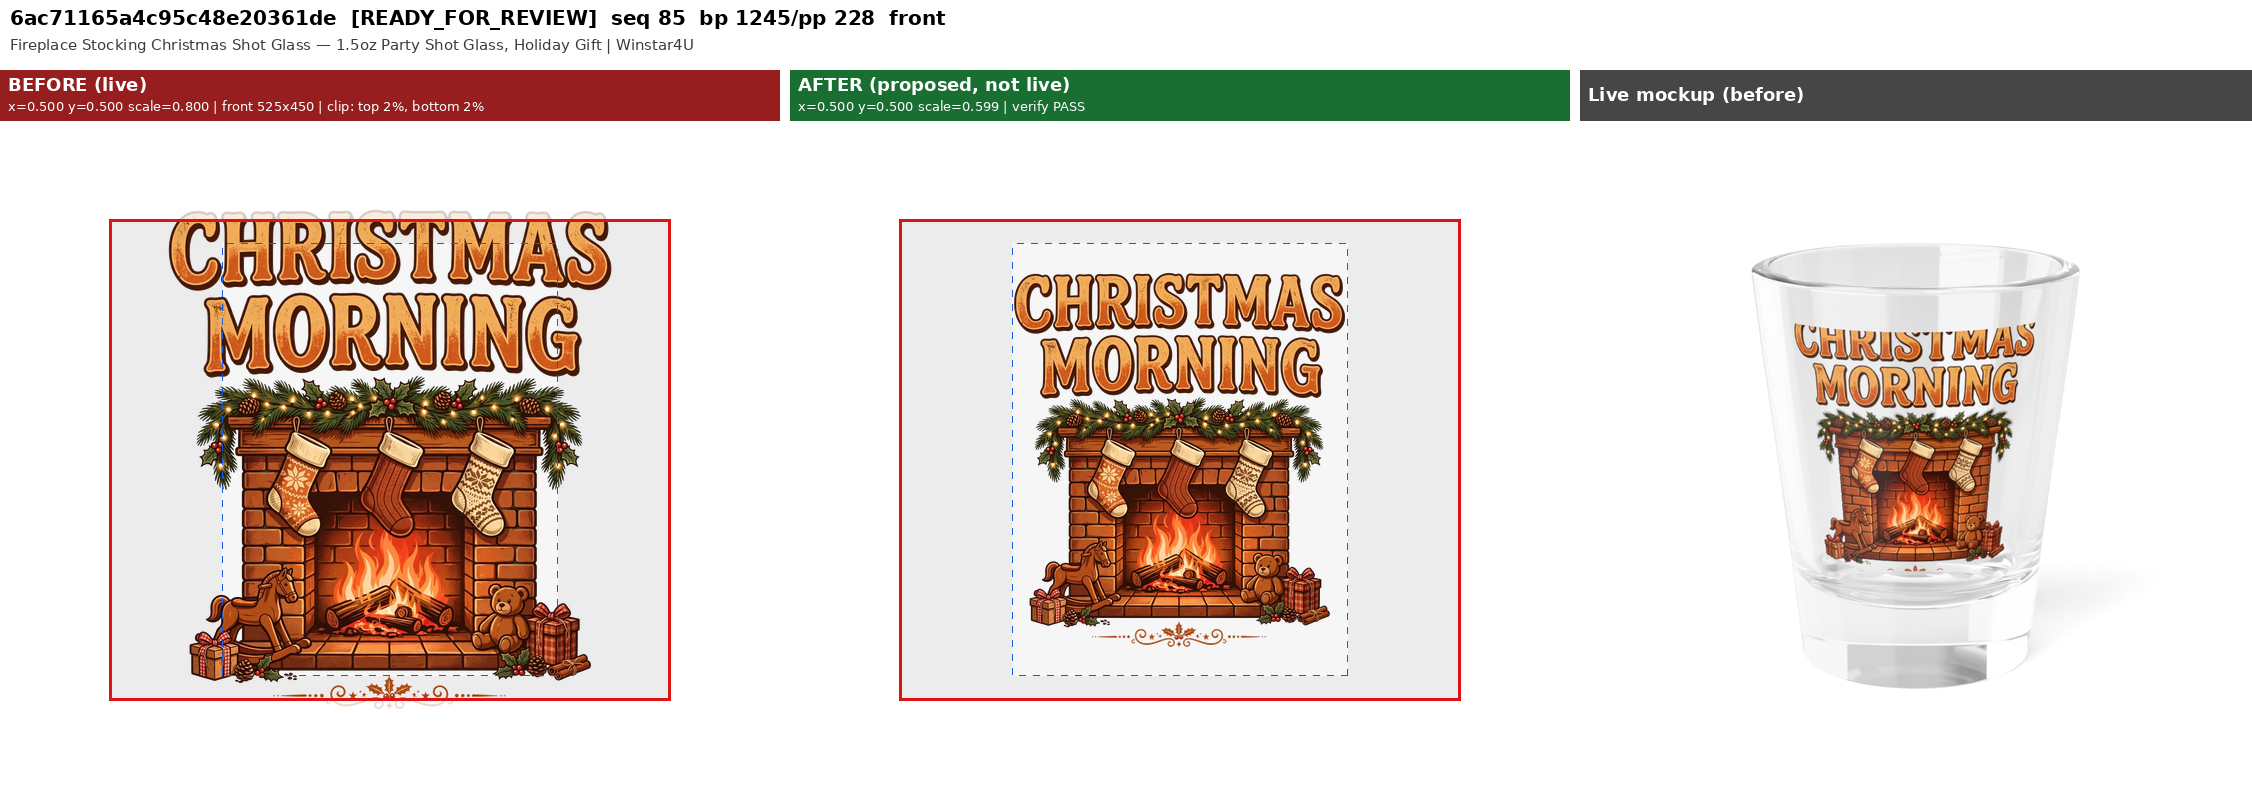 6ac71165a4c95c48e20361de [READY_FOR_REVIEW] seq 85 bp 1245/pp 228 front
Fireplace Stocking Christmas Shot Glass — 1.5oz Party Shot Glass, Holiday Gift | Winstar4U
BEFORE (live)
x=0.500 y=0.500 scale=0.800 | front 525x450 | clip: top 2%, bottom 2%
AFTER (proposed, not live)
x=0.500 y=0.500 scale=0.599 | verify PASS
Live mockup (before)
CHRISTMAS
MORNING
CHRISTMAS
MORNING
CHRISTMAS
MORNING